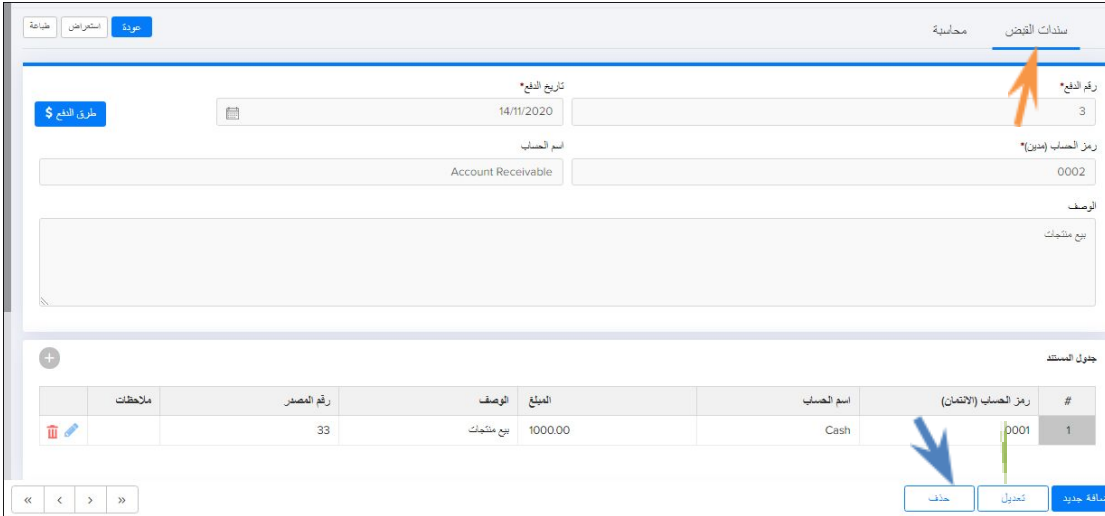 سندات القبض محاسبة عودة استعراض طباعة
رقم الدفع* تاريخ الدفع*
3 14/11/2020 طرق الدفع $
رمز الحساب (مدين)* اسم الحساب
0002 Account Receivable
الوصف
بيع منتجات
جدول المستند
# رمز الحساب (الائتمان) اسم الحساب المبلغ الوصف رقم المصدر ملاحظات
1 0001 Cash 1000.00 بيع منتجات 33
جديد تعديل حذف » › ‹ «